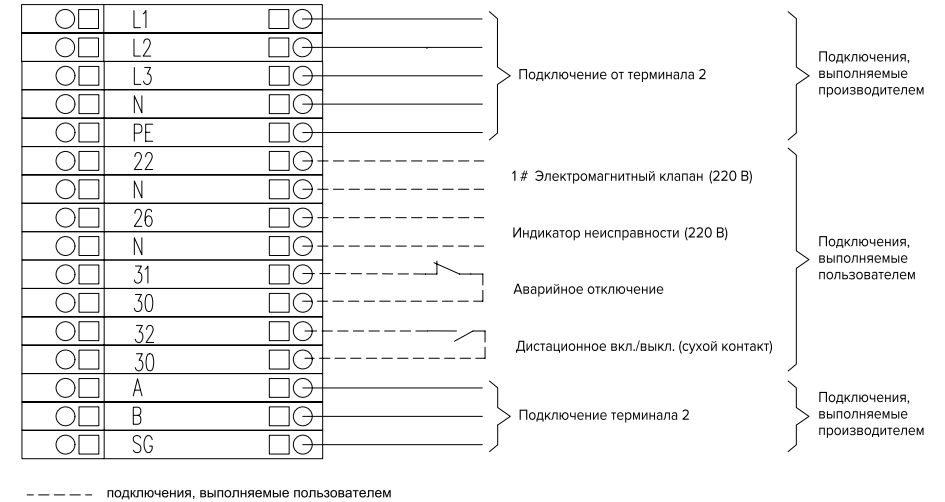 L1
L2
L3
N
PE
22
N
26
N
31
30
32
30
A
B
SG
Подключение от терминала 2
Подключения,
выполняемые
производителем
1 # Электромагнитный клапан (220 В)
Индикатор неисправности (220 В)
Аварийное отключение
Дистационное вкл./выкл. (сухой контакт)
Подключения,
выполняемые
пользователем
Подключение терминала 2
Подключения,
выполняемые
производителем
подключения, выполняемые пользователем